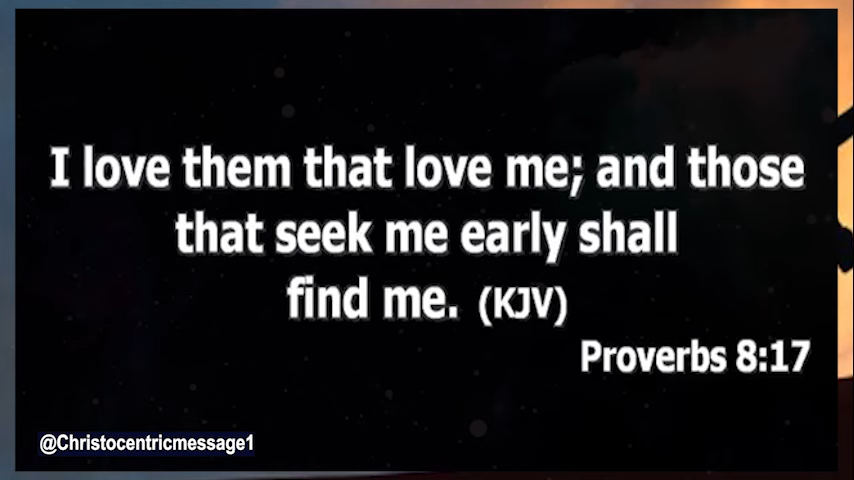 I love them that love me; and those
that seek me early shall
find me. (KJV)
Proverbs 8:17
@Christocentricmessage1